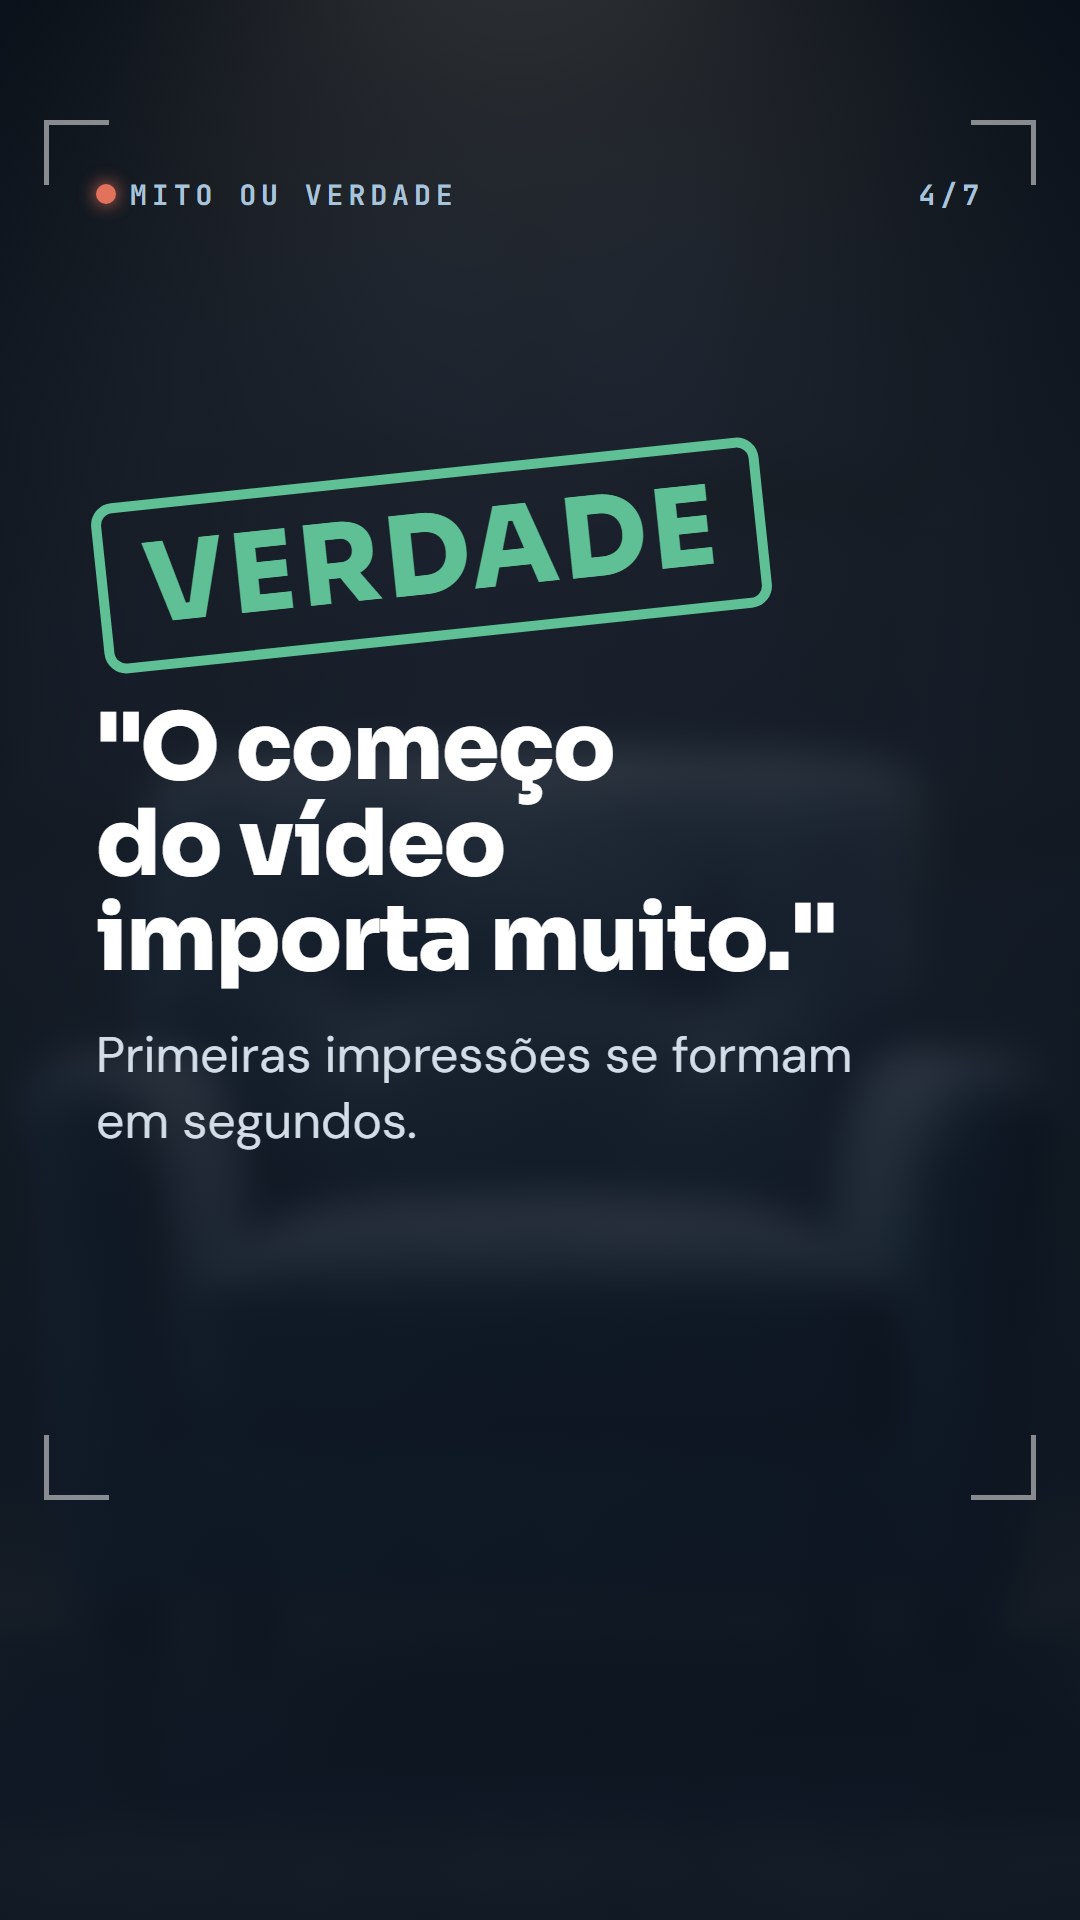 MITO OU VERDADE
4/7
VERDADE
"O começo
do vídeo
importa muito."
Primeiras impressões se formam
em segundos.